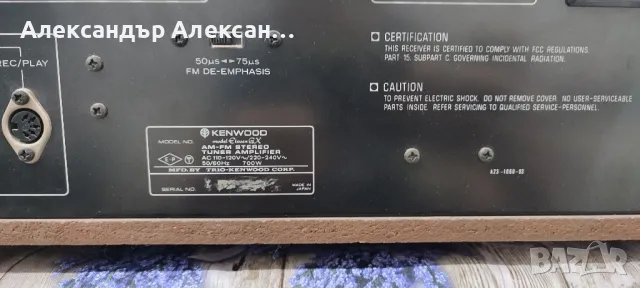 Александър Алексан...
REC/PLAY
50µs ◄► 75µs
FM DE-EMPHASIS
CERTIFICATION
THIS RECEIVER IS CERTIFIED TO COMPLY WITH FCC REGULATIONS
PART 15. SUBPART C. GOVERNING INCIDENTAL RADIATION.
CAUTION
TO PREVENT ELECTRIC SHOCK. DO NOT REMOVE COVER. NO USER-SERVICEABLE
PARTS INSIDE. REFER SERVICING TO QUALIFIED SERVICE-PERSONNEL.
KENWOOD
MODEL NO. model
AM-FM STEREO
TUNER AMPLIFIER
AC 110-120V~/220-240V~
50/60Hz 700W
MFD. BY TRIO-KENWOOD CORP.
SERIAL NO.
MADE IN
JAPAN
BAZAR
bg